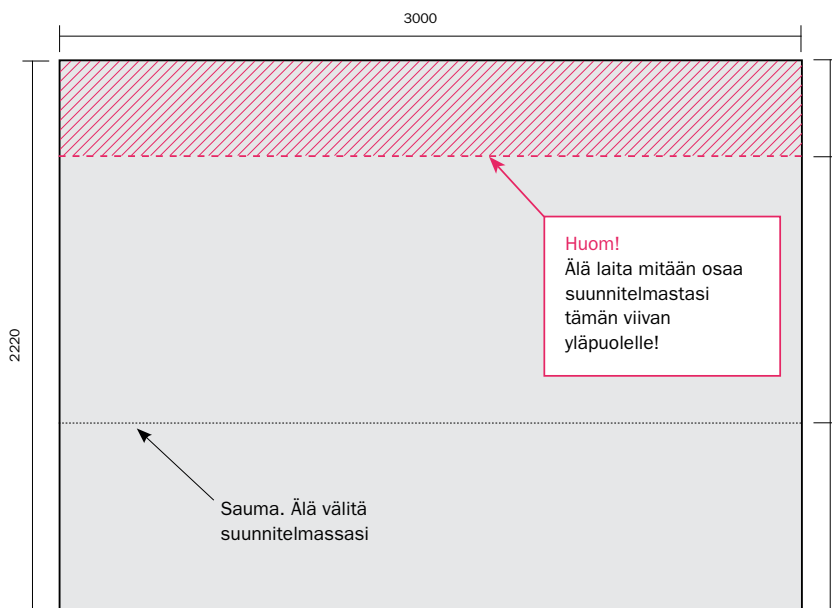 3000
Huom!
Älä laita mitään osaa
suunnitelmastasi
tämän viivan
yläpuolelle!
2220
Sauma. Älä välitä
suunnitelmassasi